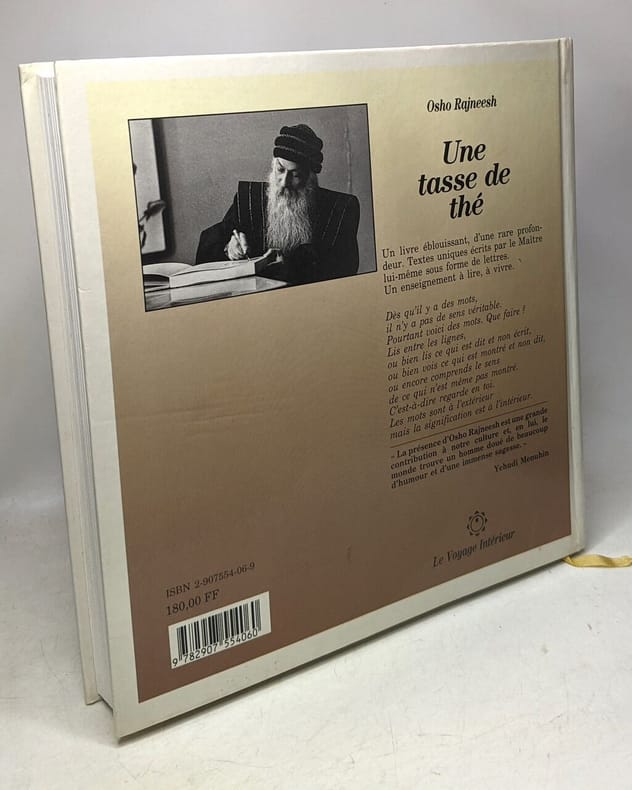 Osho Rajneesh
Une
tasse de
thé
Un livre éblouissant, d'une rare profon-
deur. Textes uniques écrits par le Maître
lui-même sous forme de lettres.
Un enseignement à lire, à vivre.
Dès qu'il y a des mots,
il n'y a pas de sens véritable.
Pourtant voici des mots. Que faire ?
Lis entre les lignes,
ou bien lis ce qui est dit et non écrit,
ou bien vois ce qui est montré et non dit,
ou encore comprends le sens
de ce qui n'est même pas montré.
C'est-à-dire regarde en toi.
Les mots sont à l'extérieur
mais la signification est à l'intérieur.
« La présence d'Osho Rajneesh est une grande
contribution à notre culture et, en lui, le
monde trouve un homme doué de beaucoup
d'humour et d'une immense sagesse. »
Yehudi Menuhin
Le Voyage Intérieur
ISBN 2-907554-06-9
180,00 FF
9 782907 554060